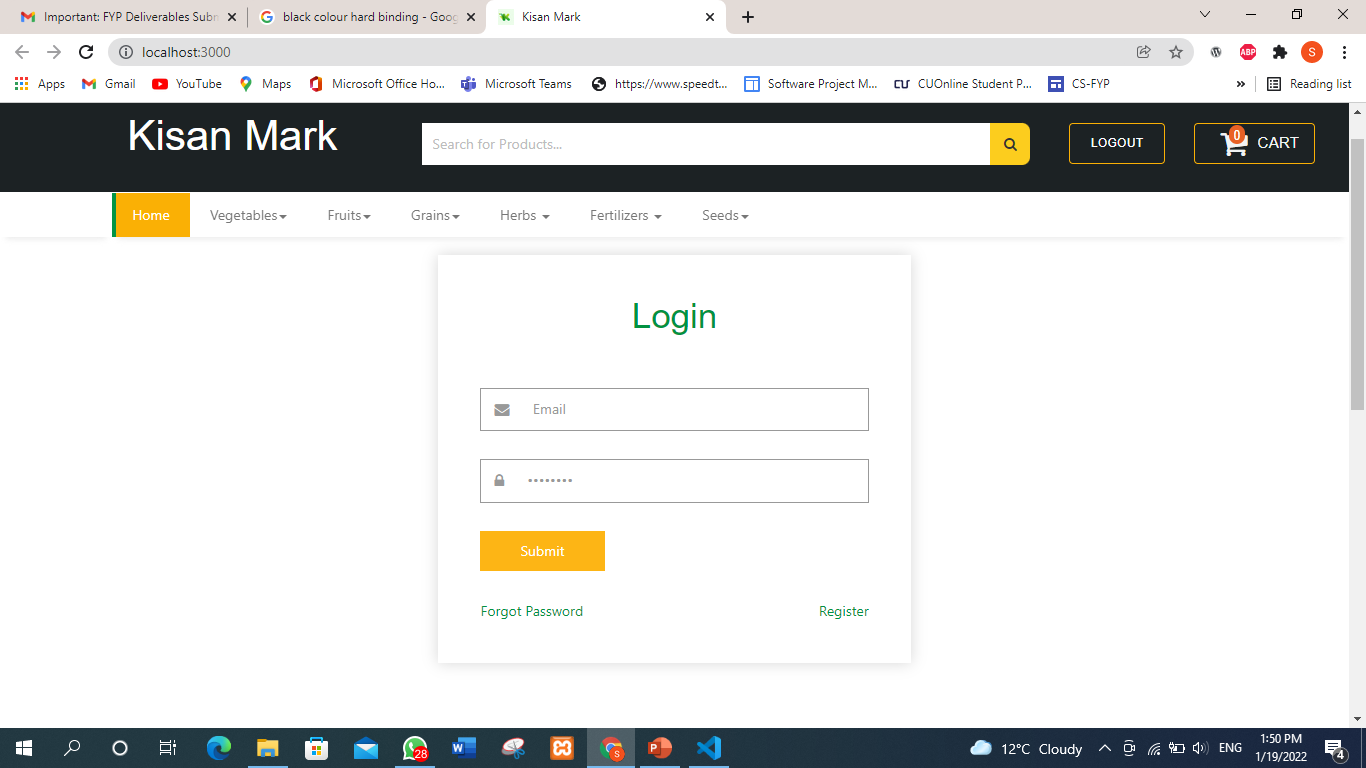 Important: FYP Deliverables Subn
black colour hard binding - Goog
Kisan Mark
localhost:3000
ABP
S
Apps
Gmail
YouTube
Maps
Microsoft Office Ho...
Microsoft Teams
https://www.speedt...
Software Project M...
CUOnline Student P...
CS-FYP
»
Reading list
Kisan Mark
Search for Products...
LOGOUT
0
CART
Home
Vegetables
Fruits
Grains
Herbs
Fertilizers
Seeds
Login
Email
••••••••
Submit
Forgot Password
Register
28
S
12°C Cloudy
ENG
1:50 PM
1/19/2022
4